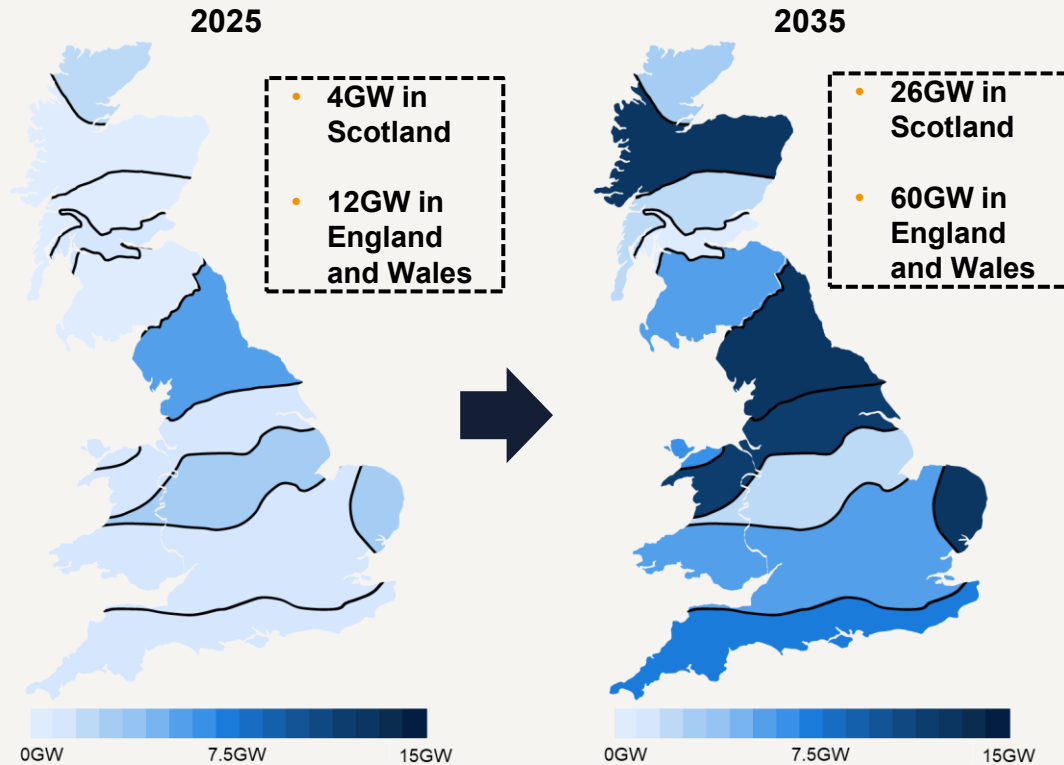 2025
• 4GW in
Scotland
• 12GW in
England
and Wales
0GW
7.5GW
15GW
2035
• 26GW in
Scotland
• 60GW in
England
and Wales
0GW
7.5GW
15GW